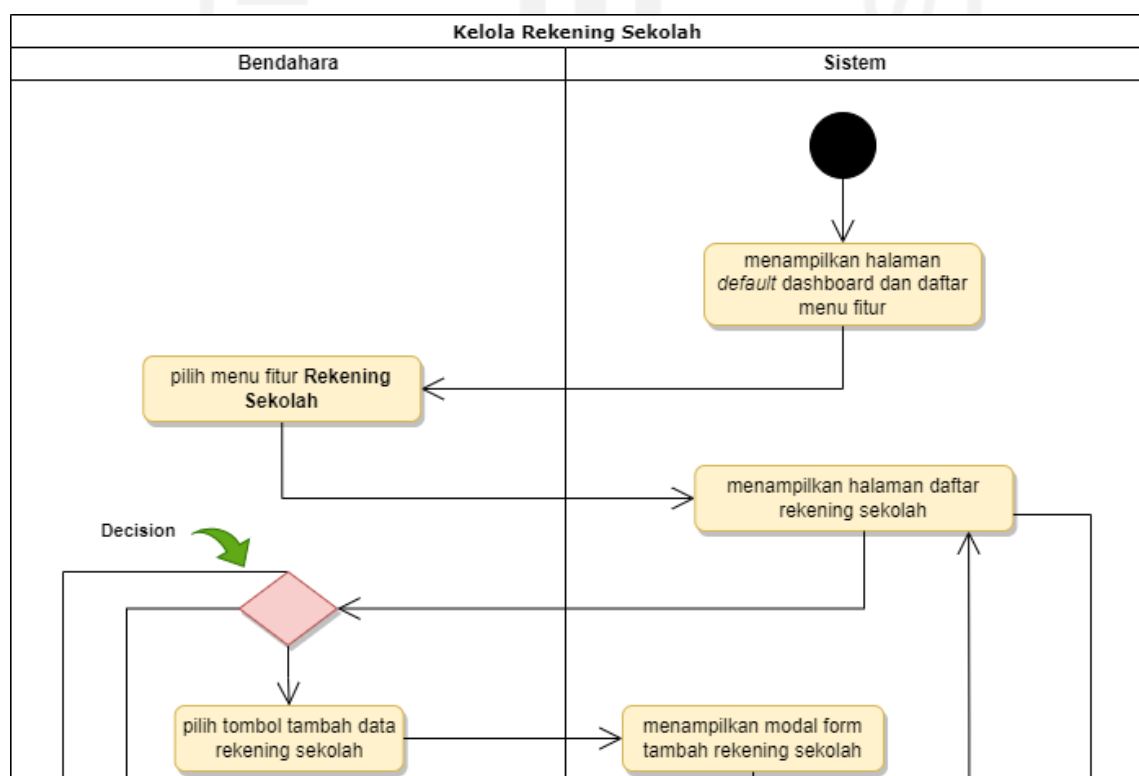 Kelola Rekening Sekolah
Bendahara
Sistem
menampilkan halaman
default dashboard dan daftar
menu fitur
pilih menu fitur Rekening
Sekolah
menampilkan halaman daftar
rekening sekolah
Decision
pilih tombol tambah data
rekening sekolah
menampilkan modal form
tambah rekening sekolah